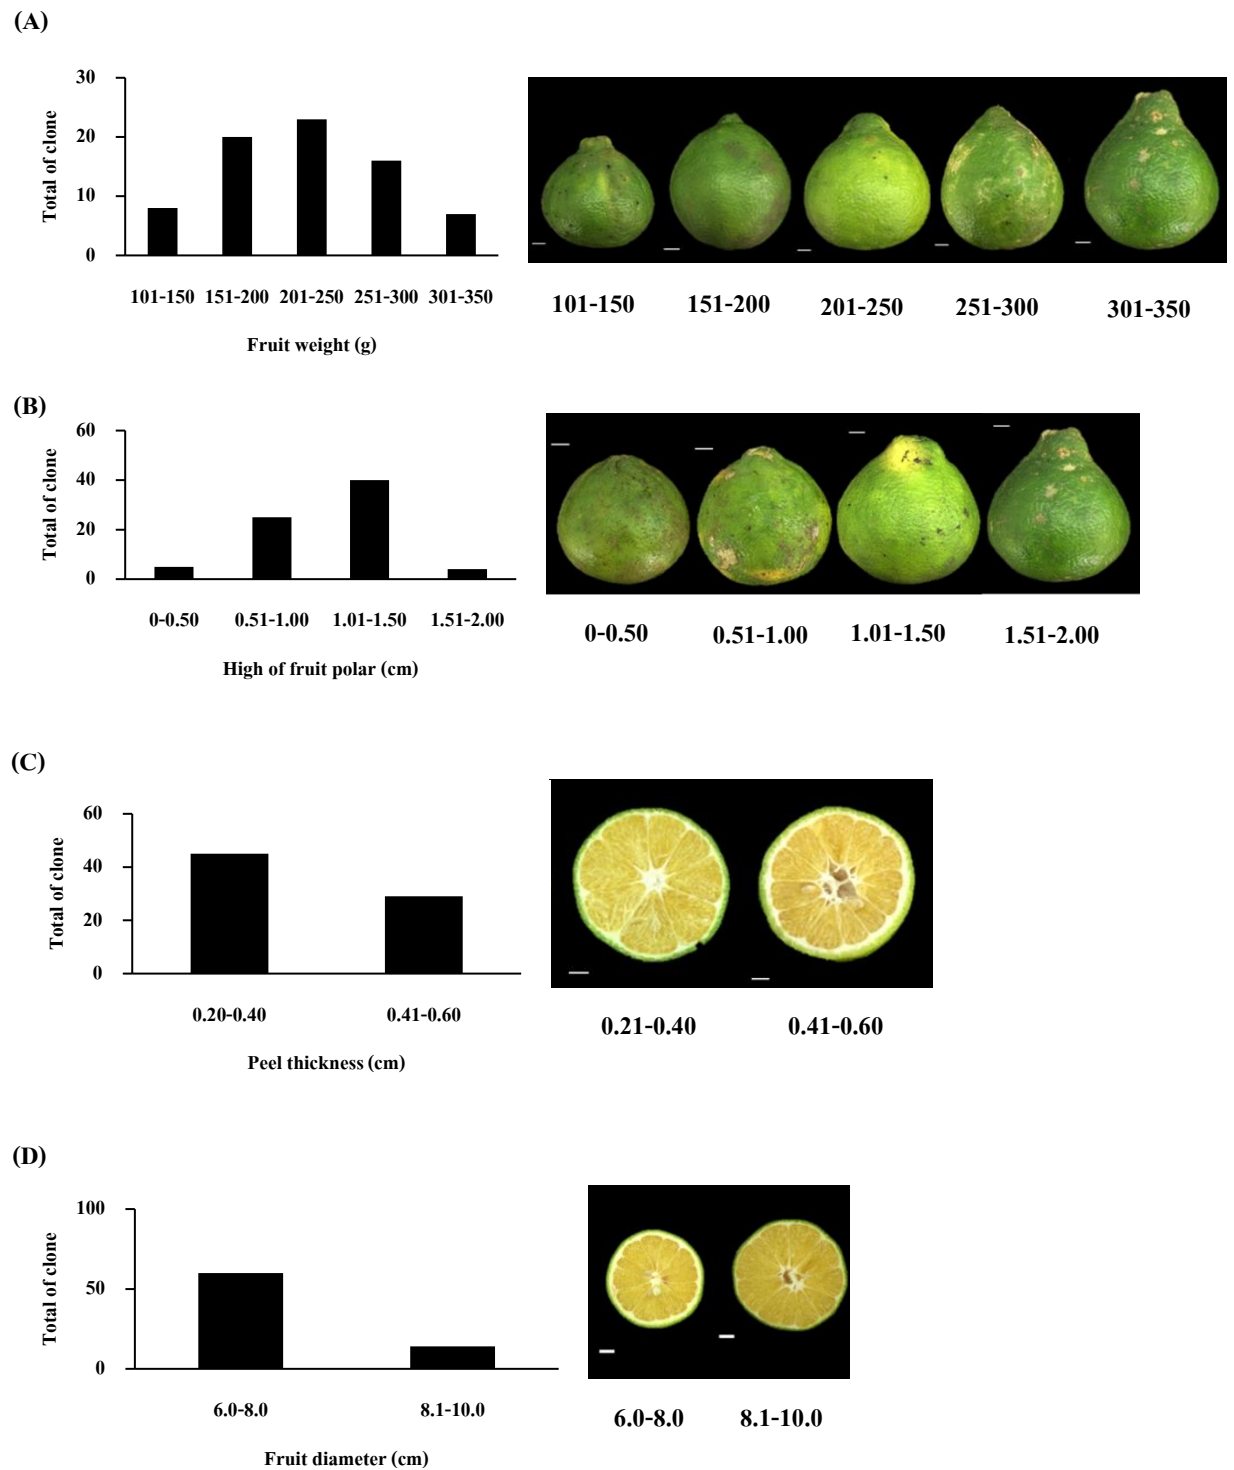 (A)
30
20
10
0
Total of clone
101-150 151-200 201-250 251-300 301-350
Fruit weight (g)
101-150 151-200 201-250 251-300 301-350
(B)
60
40
20
0
Total of clone
0-0.50 0.51-1.00 1.01-1.50 1.51-2.00
High of fruit polar (cm)
0-0.50 0.51-1.00 1.01-1.50 1.51-2.00
(C)
60
40
20
0
Total of clone
0.20-0.40 0.41-0.60
Peel thickness (cm)
0.21-0.40 0.41-0.60
(D)
100
50
0
Total of clone
6.0-8.0 8.1-10.0
Fruit diameter (cm)
6.0-8.0 8.1-10.0